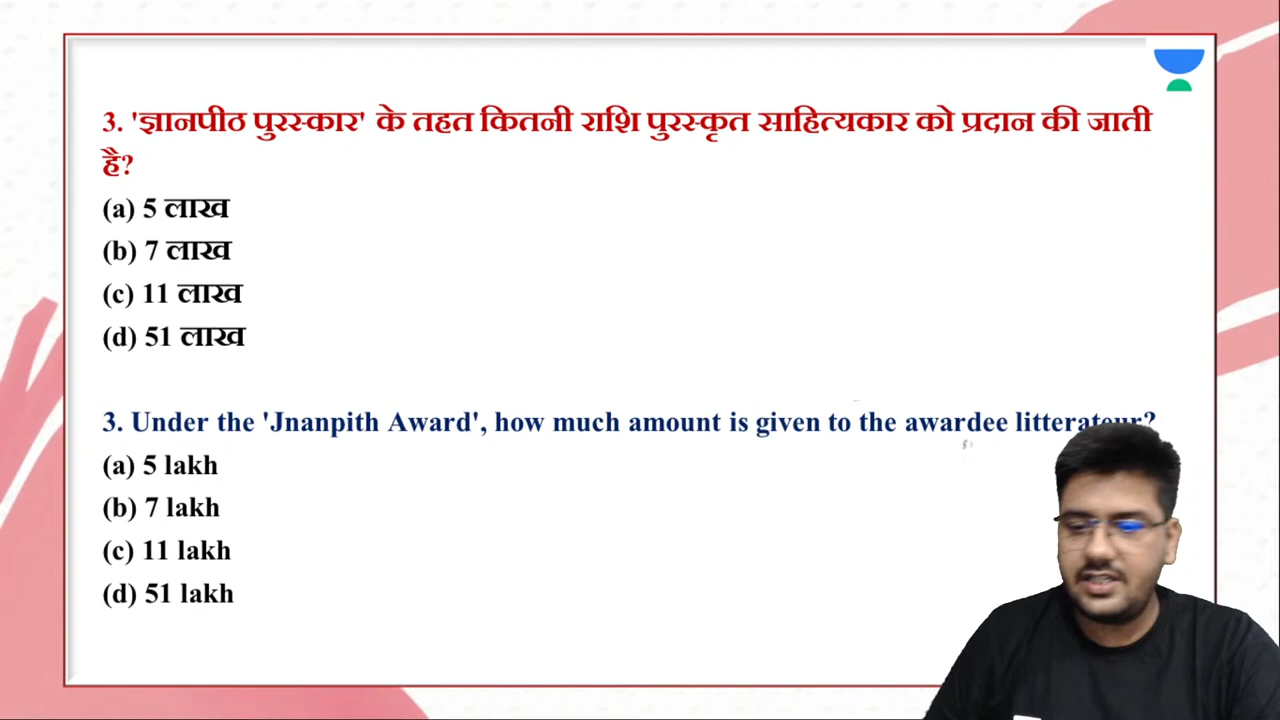 3. 'ज्ञानपीठ पुरस्कार' के तहत कितनी राशि पुरस्कृत साहित्यकार को प्रदान की जाती
है?
(a) 5 लाख
(b) 7 लाख
(c) 11 लाख
(d) 51 लाख
3. Under the 'Jnanpith Award', how much amount is given to the awardee litterateur?
(a) 5 lakh
(b) 7 lakh
(c) 11 lakh
(d) 51 lakh